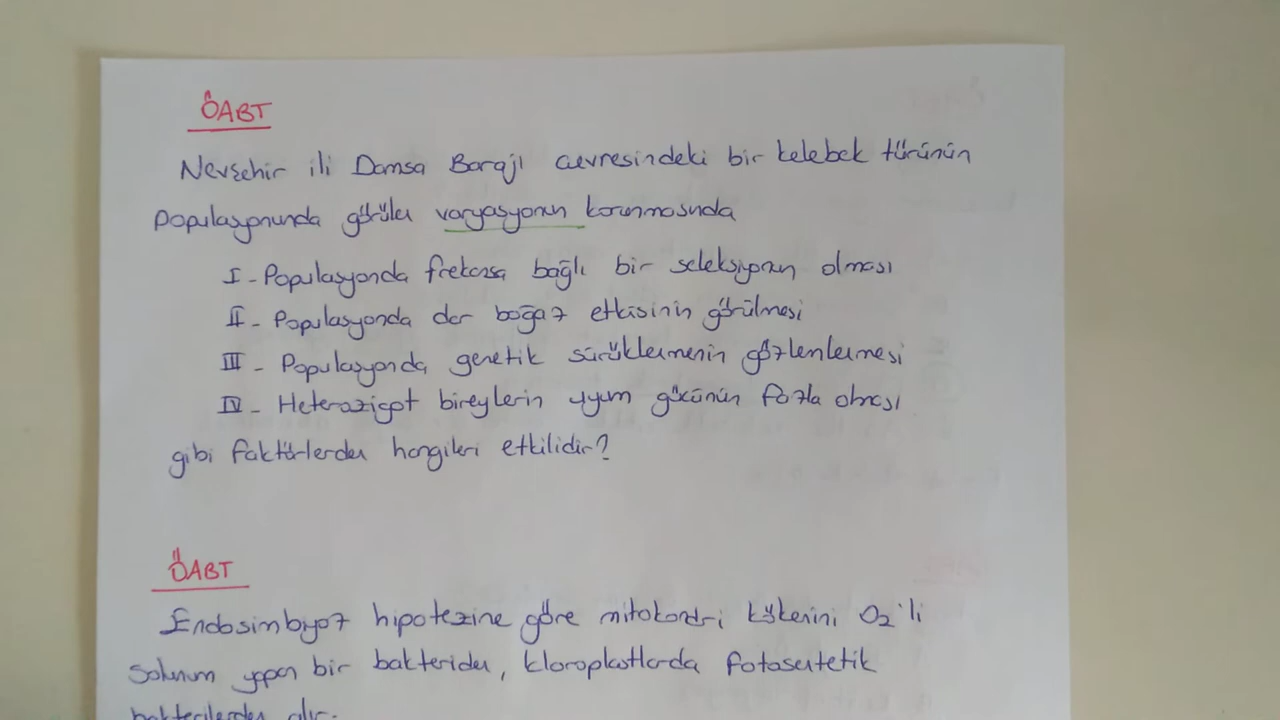 ÖABT
Nevşehir ili Damsa Barajı çevresindeki bir kelebek türünün
Populasyonunda görülen varyasyonun korunmasında
I - Populasyonda frekansa bağlı bir seleksiyonun olması
II - Populasyonda dar boğaz etkisinin görülmesi
III - Populasyonda genetik sürüklenmenin gözlenlenmesi
IV - Heterozigot bireylerin uyum gücünün fazla olması
gibi faktörlerden hangileri etkilidir?
ÖABT
Endosimbiyoz hipotezine göre mitokondri kökenini O2'li
solunum yapan bir bakteriden, kloroplastlarda fotosentetik
bakterilerden alır.